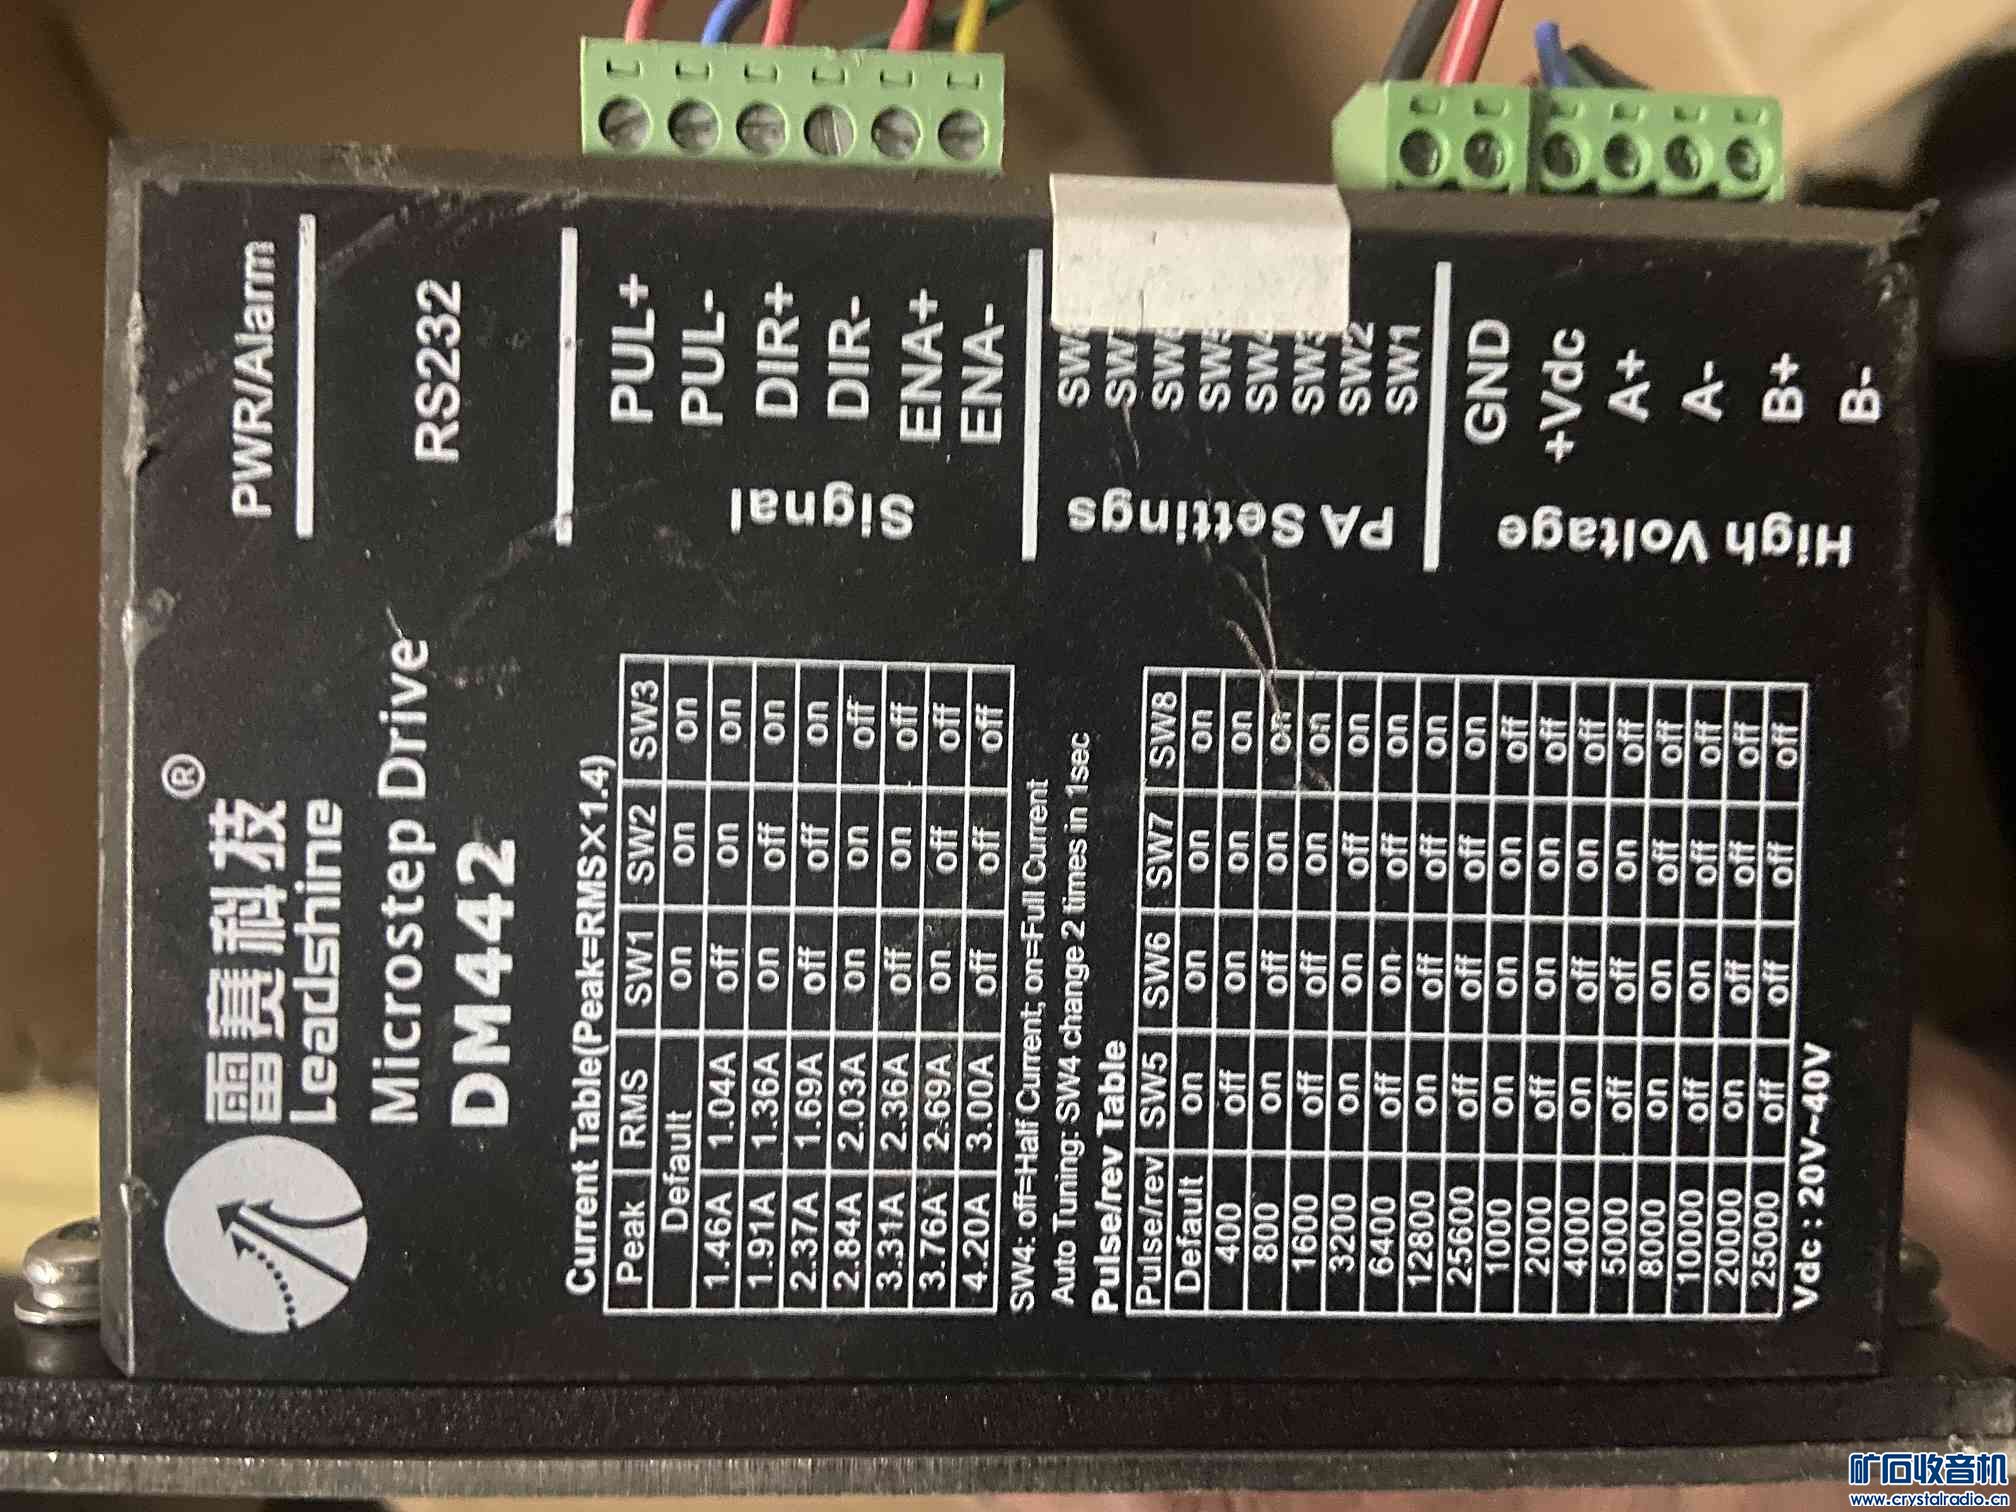 雷赛科技®
Leadshine
Microstep Drive
DM442
Current Table(Peak=RMS×1.4)
Peak RMS SW1 SW2 SW3
Default on on on
1.46A 1.04A off on on
1.91A 1.36A on off on
2.37A 1.69A off off on
2.84A 2.03A on on off
3.31A 2.36A off on off
3.76A 2.69A on off off
4.20A 3.00A off off off
SW4: off=Half Current; on=Full Current
Auto Tuning: SW4 change 2 times in 1sec
Pulse/rev Table
Pulse/rev SW5 SW6 SW7 SW8
Default on on on on
400 off on on on
800 on off on on
1600 off off on on
3200 on on off on
6400 off on off on
12800 on off off on
25600 off off off on
1000 on on on off
2000 off on on off
4000 on off on off
5000 off off on off
8000 on on off off
10000 off on off off
20000 on off off off
25000 off off off off
Vdc : 20V~40V
PWR/Alarm
RS232
Signal
PUL+
PUL-
DIR+
DIR-
ENA+
ENA-
PA Settings
SW8
SW7
SW6
SW5
SW4
SW3
SW2
SW1
High Voltage
GND
+Vdc
A+
A-
B+
B-
矿石收音机
www.crystalradio.cn